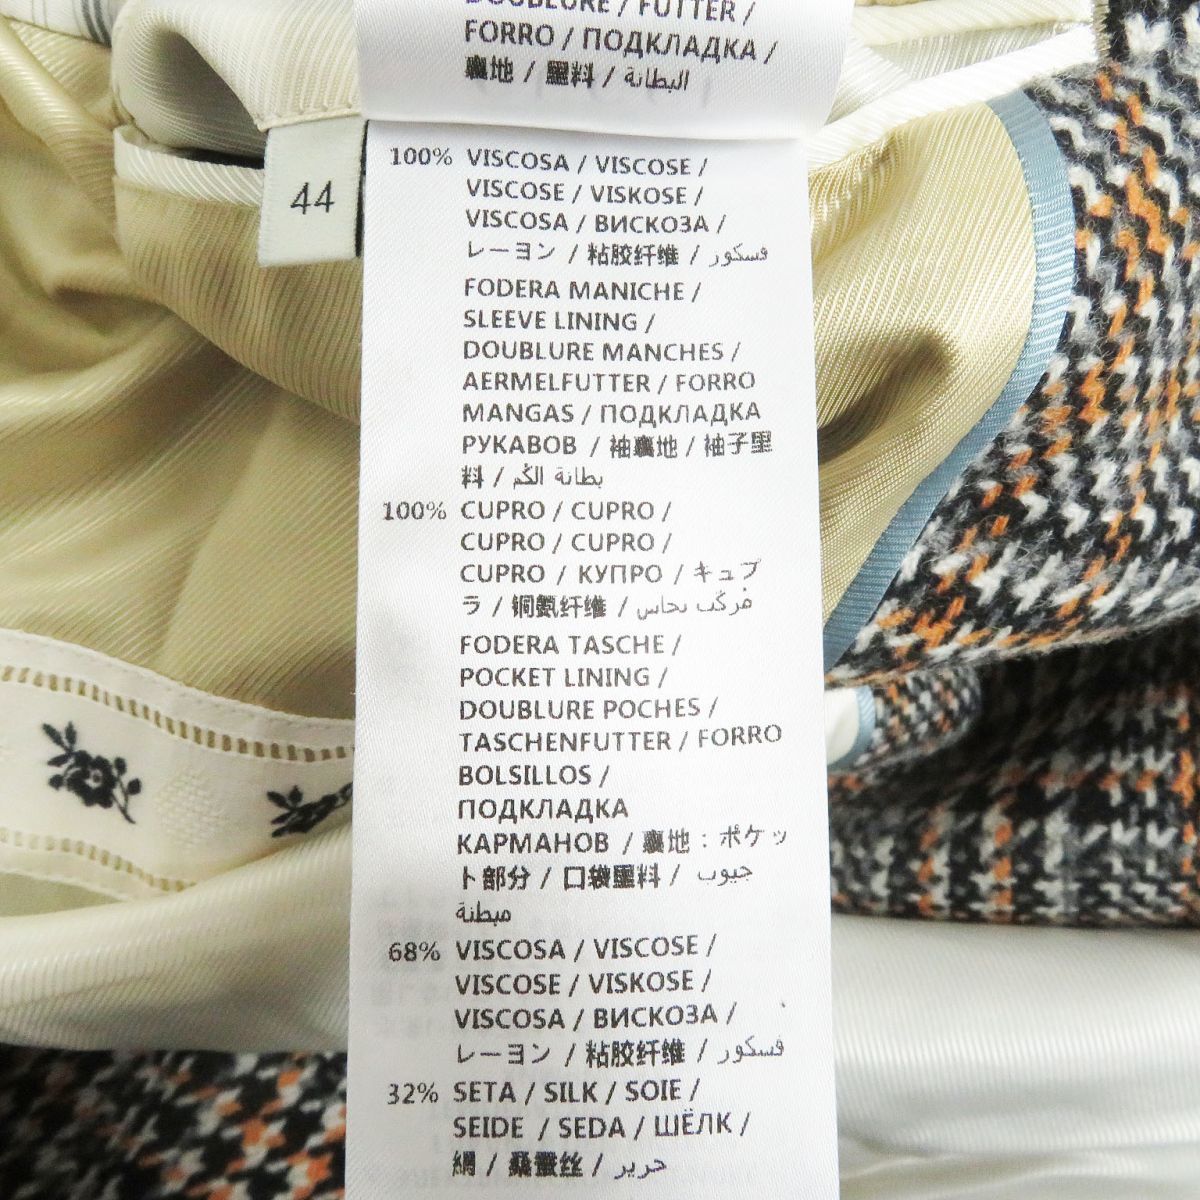 DOUBLURE / FUTTER /
FORRO / ПОДКЛАДКА /
裏地 / 里料 / البطانة
44
100% VISCOSA / VISCOSE /
VISCOSE / VISKOSE /
VISCOSA / ВИСКОЗА /
レーヨン / 粘胶纤维 / فسكور
FODERA MANICHE /
SLEEVE LINING /
DOUBLURE MANCHES /
AERMELFUTTER / FORRO
MANGAS / ПОДКЛАДКА
РУКАВОВ / 袖裏地 / 袖子里
料 / بطانة الكم
100% CUPRO / CUPRO /
CUPRO / CUPRO /
CUPRO / КУПРО / キュプ
ラ / 铜氨纤维 / مركب نحاس
FODERA TASCHE /
POCKET LINING /
DOUBLURE POCHES /
TASCHENFUTTER / FORRO
BOLSILLOS /
ПОДКЛАДКА
КАРМАНОВ / 裏地：ポケッ
ト部分 / 口袋里料 / جيوب
مبطنة
68% VISCOSA / VISCOSE /
VISCOSE / VISKOSE /
VISCOSA / ВИСКОЗА /
レーヨン / 粘胶纤维 / فسكور
32% SETA / SILK / SOIE /
SEIDE / SEDA / ШЁЛК /
絹 / 桑蚕丝 / حرير